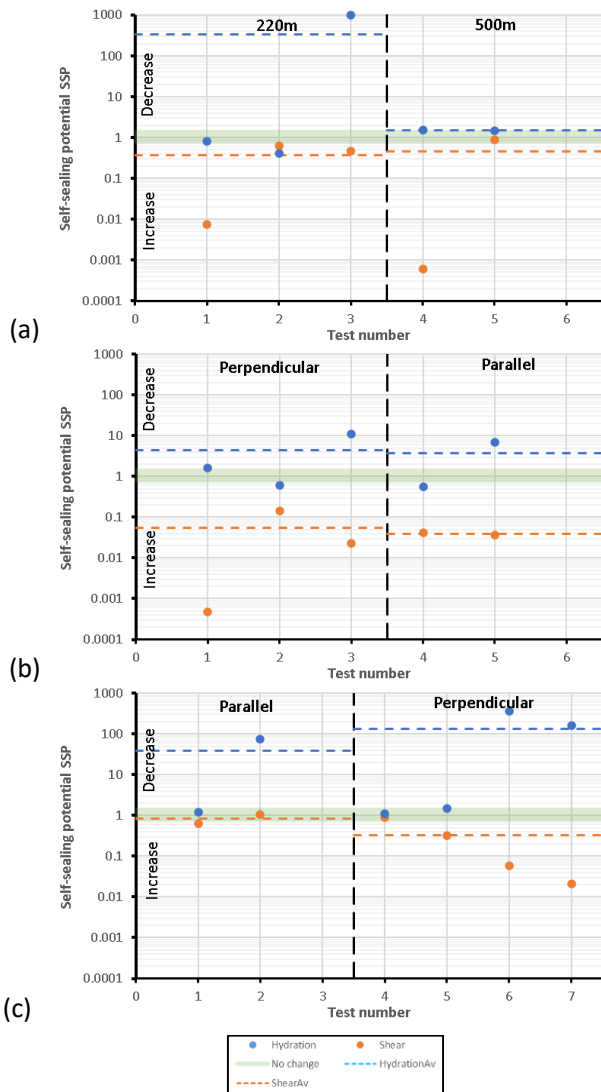 220m 500m
Self-sealing potential SSP
Decrease
Increase
1000
100
10
1
0.1
0.01
0.001
0.0001
0 1 2 3 4 5 6
Test number
(a)
Perpendicular Parallel
Self-sealing potential SSP
Decrease
Increase
1000
100
10
1
0.1
0.01
0.001
0.0001
0 1 2 3 4 5 6
Test number
(b)
Parallel Perpendicular
Self-sealing potential SSP
Decrease
Increase
1000
100
10
1
0.1
0.01
0.001
0.0001
0 1 2 3 4 5 6 7
Test number
(c)
Hydration Shear
No change HydrationAv
ShearAv